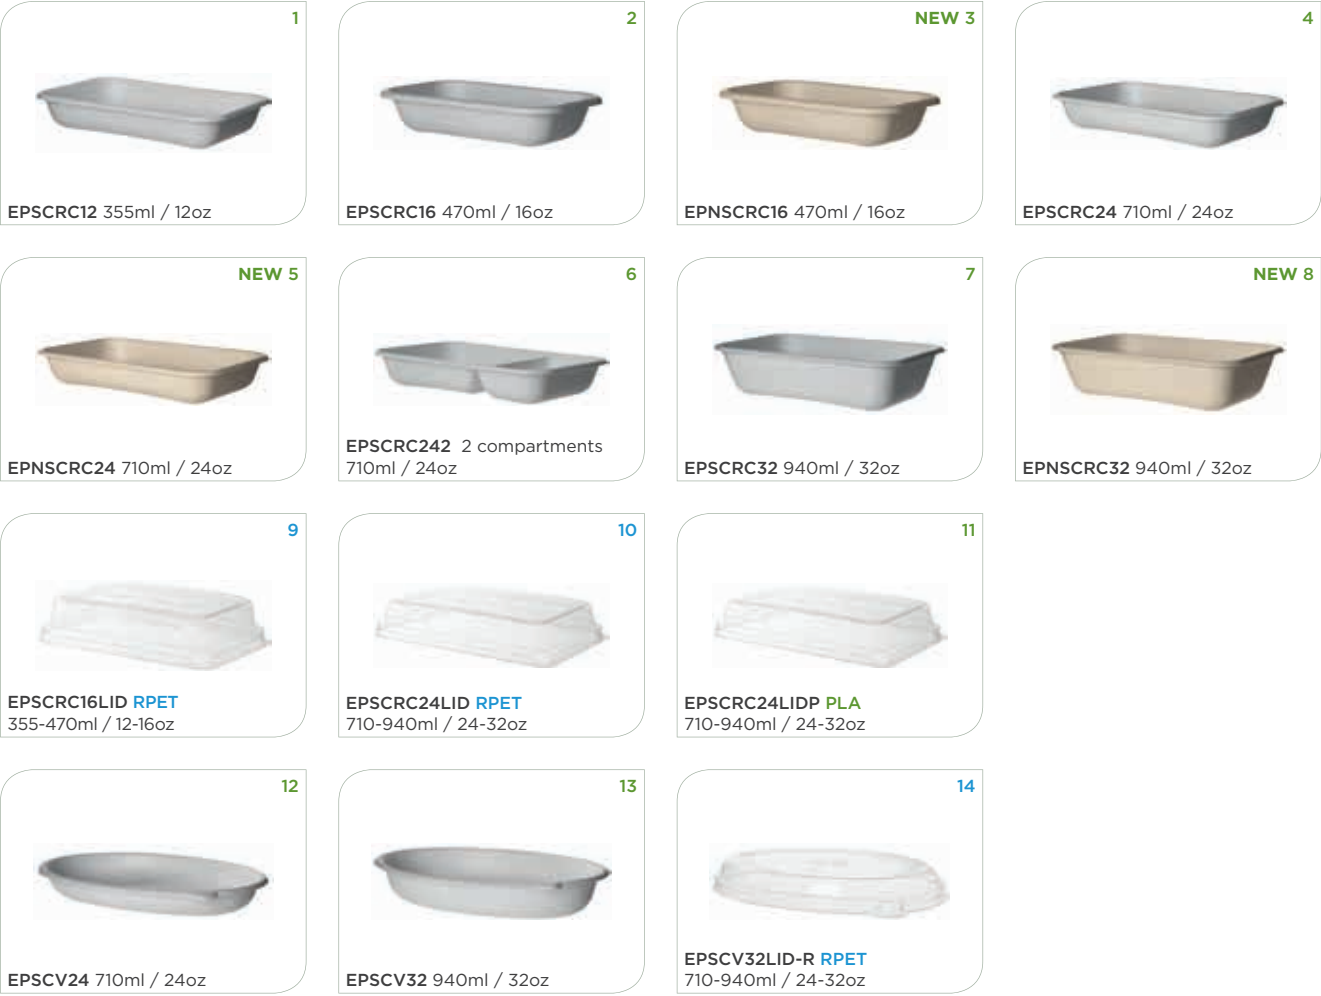 1
EPSCRC12 355ml / 12oz
2
EPSCRC16 470ml / 16oz
NEW 3
EPNSCRC16 470ml / 16oz
4
EPSCRC24 710ml / 24oz
NEW 5
EPNSCRC24 710ml / 24oz
6
EPSCRC242 2 compartments
710ml / 24oz
7
EPSCRC32 940ml / 32oz
NEW 8
EPNSCRC32 940ml / 32oz
9
EPSCRC16LID RPET
355-470ml / 12-16oz
10
EPSCRC24LID RPET
710-940ml / 24-32oz
11
EPSCRC24LIDP PLA
710-940ml / 24-32oz
12
EPSCV24 710ml / 24oz
13
EPSCV32 940ml / 32oz
14
EPSCV32LID-R RPET
710-940ml / 24-32oz